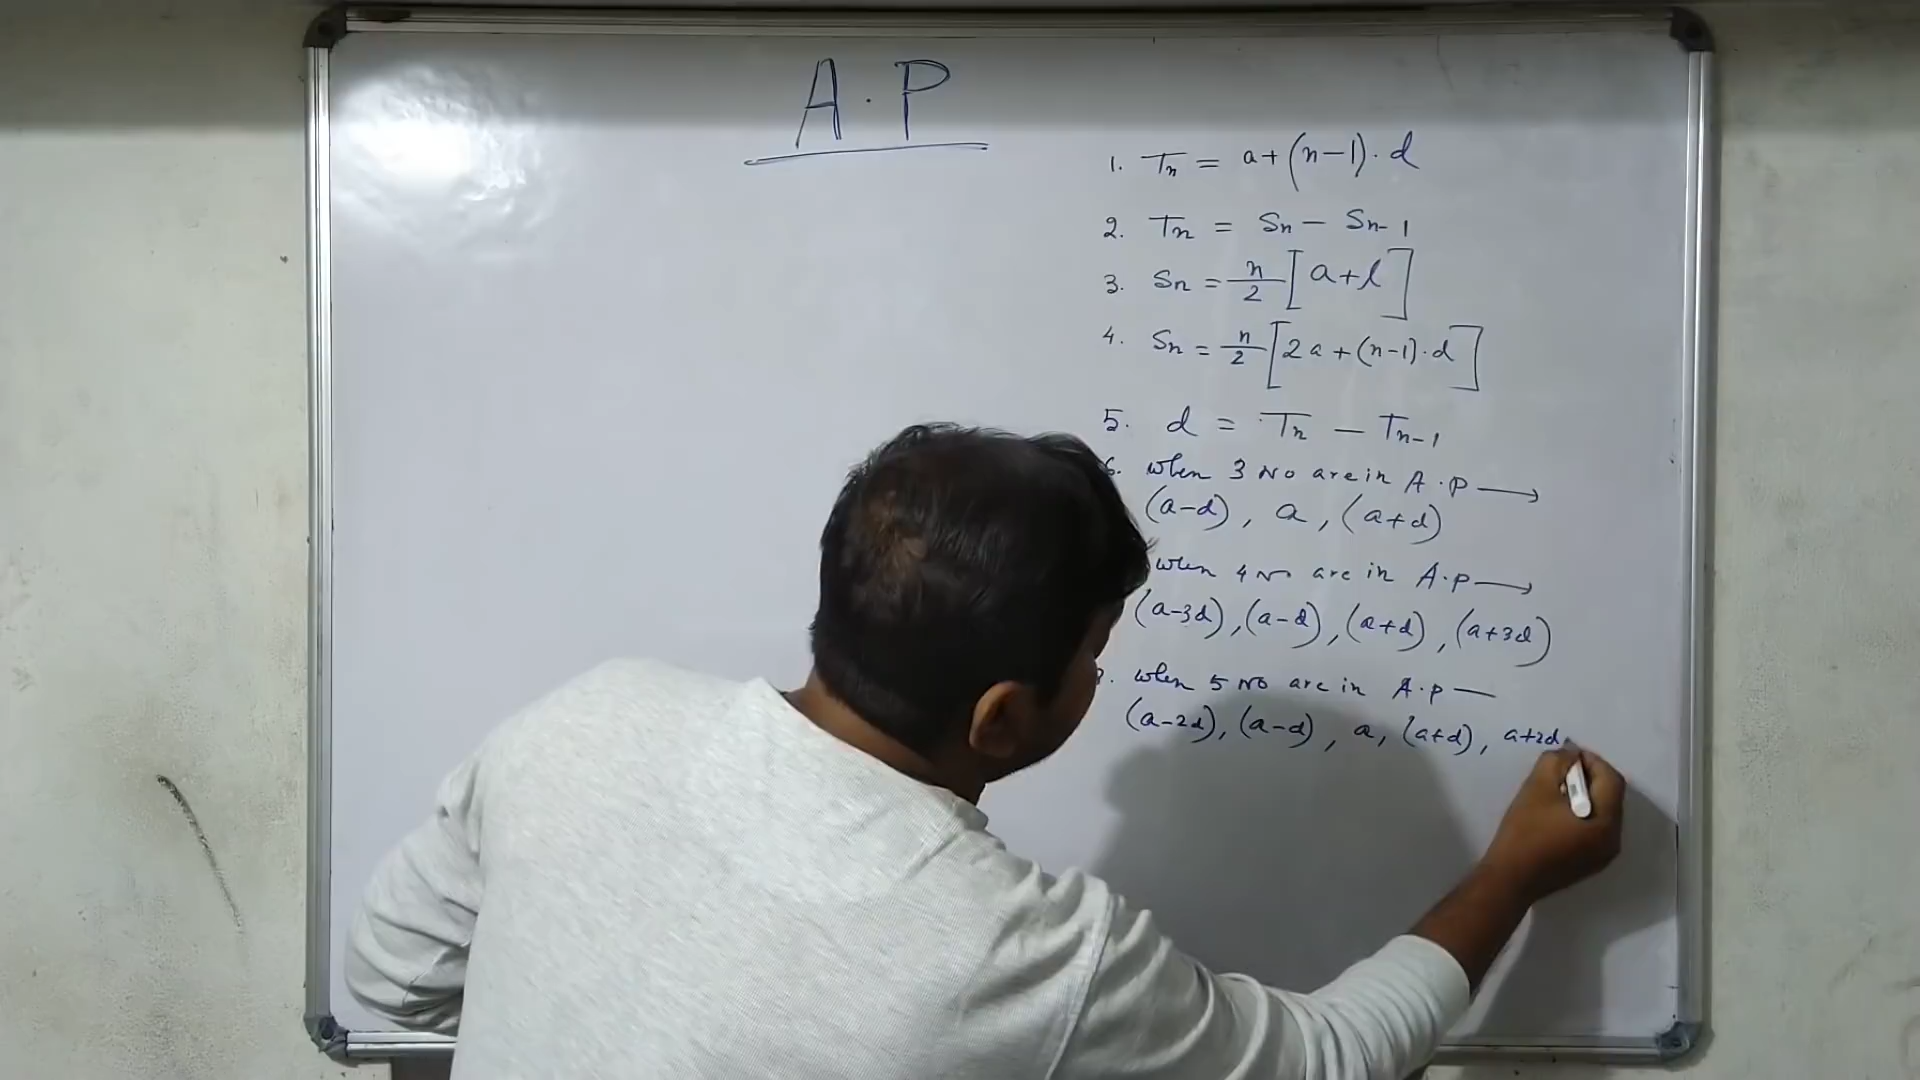 A.P
1. Tn = a+(n-1).d
2. Tn = Sn - Sn-1
3. Sn = n/2 [a+l]
4. Sn = n/2 [2a+(n-1).d]
5. d = Tn - Tn-1
6. when 3 No are in A.P →
(a-d), a, (a+d)
when 4 No are in A.P →
(a-3d), (a-d), (a+d), (a+3d)
when 5 No are in A.P —
(a-2d), (a-d), a, (a+d), a+2d